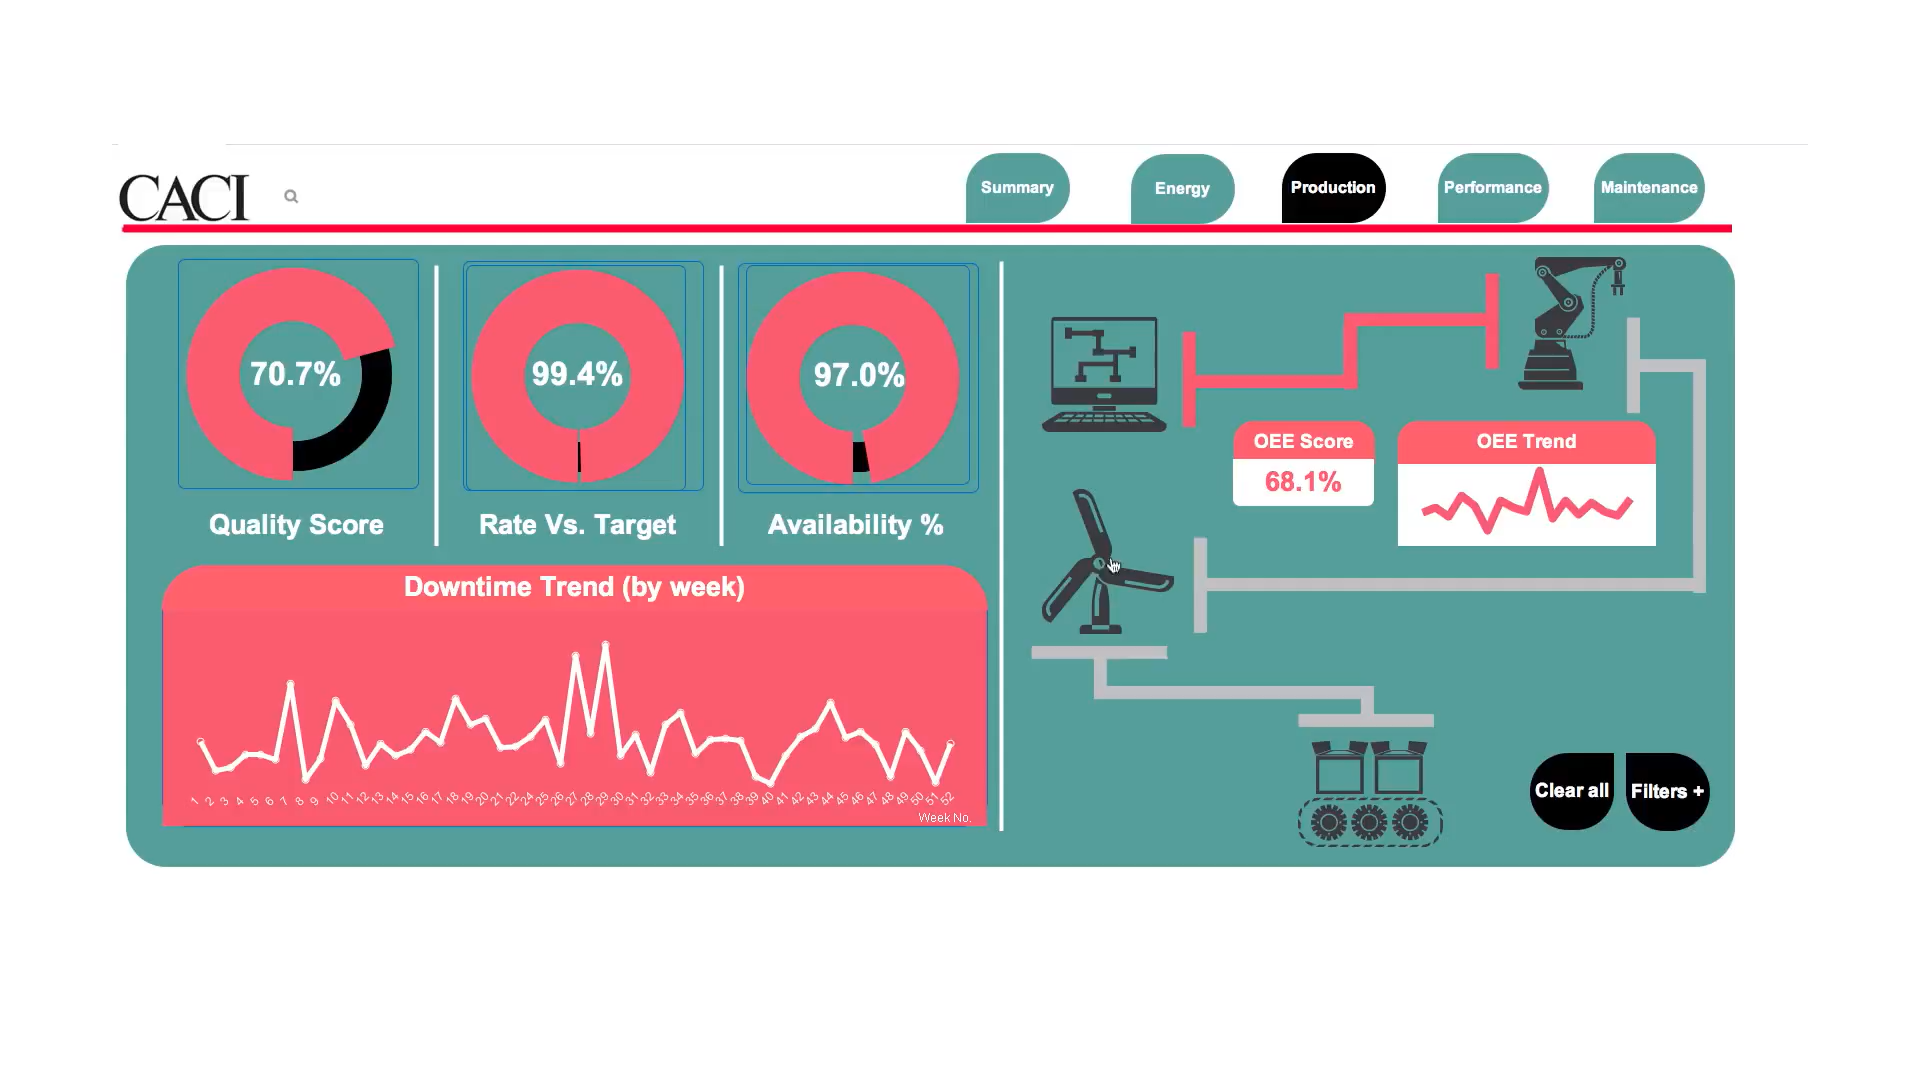 CACI
Summary
Energy
Production
Performance
Maintenance
70.7%
99.4%
97.0%
Quality Score
Rate Vs. Target
Availability %
OEE Score
68.1%
OEE Trend
Downtime Trend (by week)
1 2 3 4 5 6 7 8 9 10 11 12 13 14 15 16 17 18 19 20 21 22 24 25 26 27 28 29 30 31 32 33 34 35 36 37 38 39 40 41 42 43 44 45 46 47 48 49 50 51 52
Week No.
Clear all
Filters +